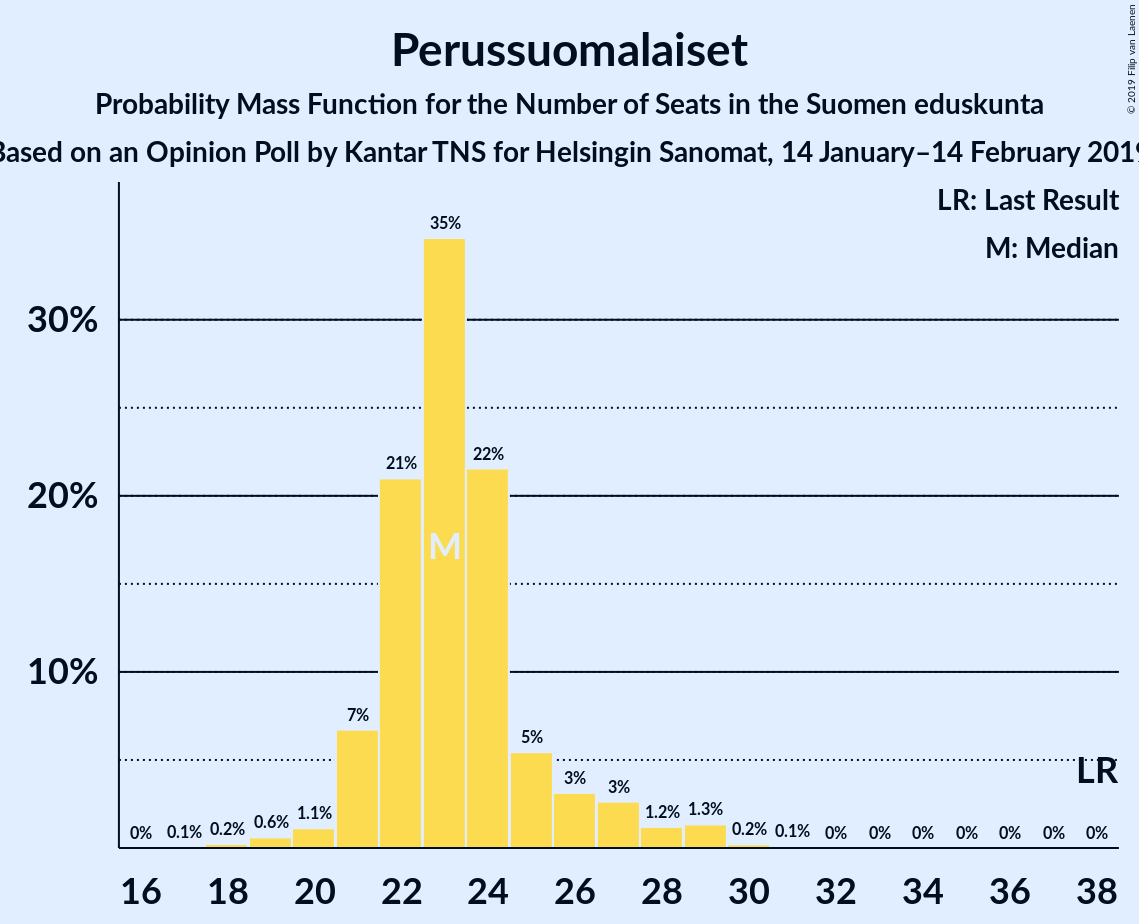 Perussuomalaiset
Probability Mass Function for the Number of Seats in the Suomen eduskunta
Based on an Opinion Poll by Kantar TNS for Helsingin Sanomat, 14 January–14 February 2019
© 2019 Filip van Laenen
LR: Last Result
M: Median
35%
30%
22%
21%
20%
M
10%
7%
5%
3%
3%
LR
1.3%
1.2%
1.1%
0.6%
0% 0.1% 0.2% 0.2% 0.1% 0% 0% 0% 0% 0% 0% 0%
16 18 20 22 24 26 28 30 32 34 36 38